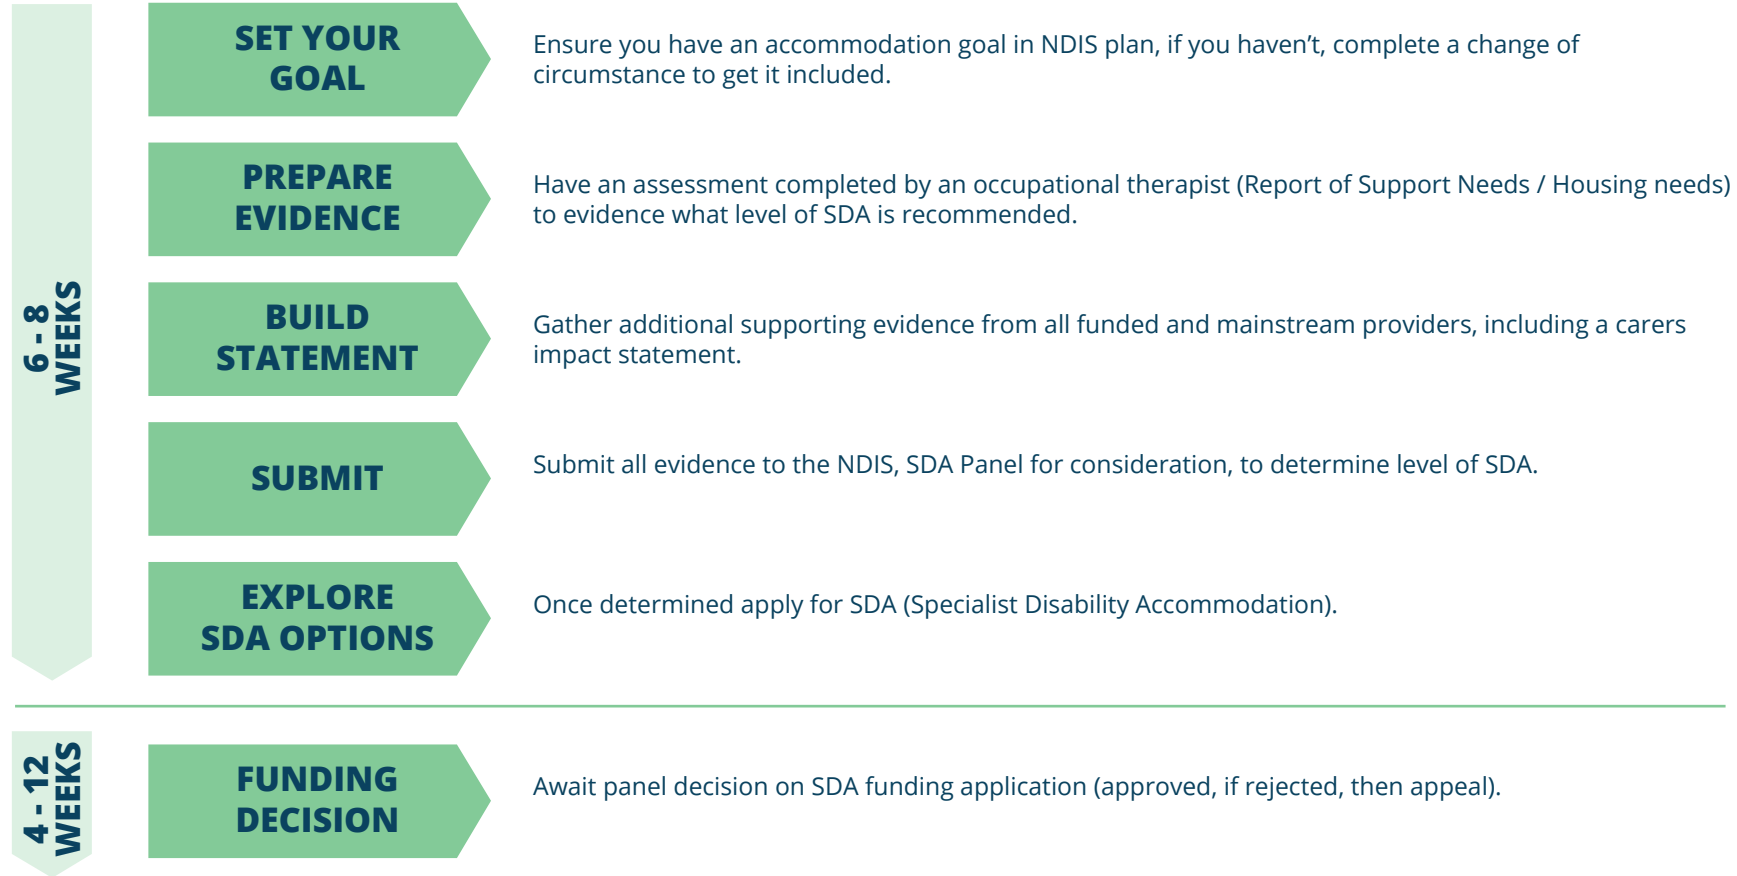 6 - 8
WEEKS
SET YOUR
GOAL
Ensure you have an accommodation goal in NDIS plan, if you haven’t, complete a change of
circumstance to get it included.
PREPARE
EVIDENCE
Have an assessment completed by an occupational therapist (Report of Support Needs / Housing needs)
to evidence what level of SDA is recommended.
BUILD
STATEMENT
Gather additional supporting evidence from all funded and mainstream providers, including a carers
impact statement.
SUBMIT
Submit all evidence to the NDIS, SDA Panel for consideration, to determine level of SDA.
EXPLORE
SDA OPTIONS
Once determined apply for SDA (Specialist Disability Accommodation).
4 - 12
WEEKS
FUNDING
DECISION
Await panel decision on SDA funding application (approved, if rejected, then appeal).